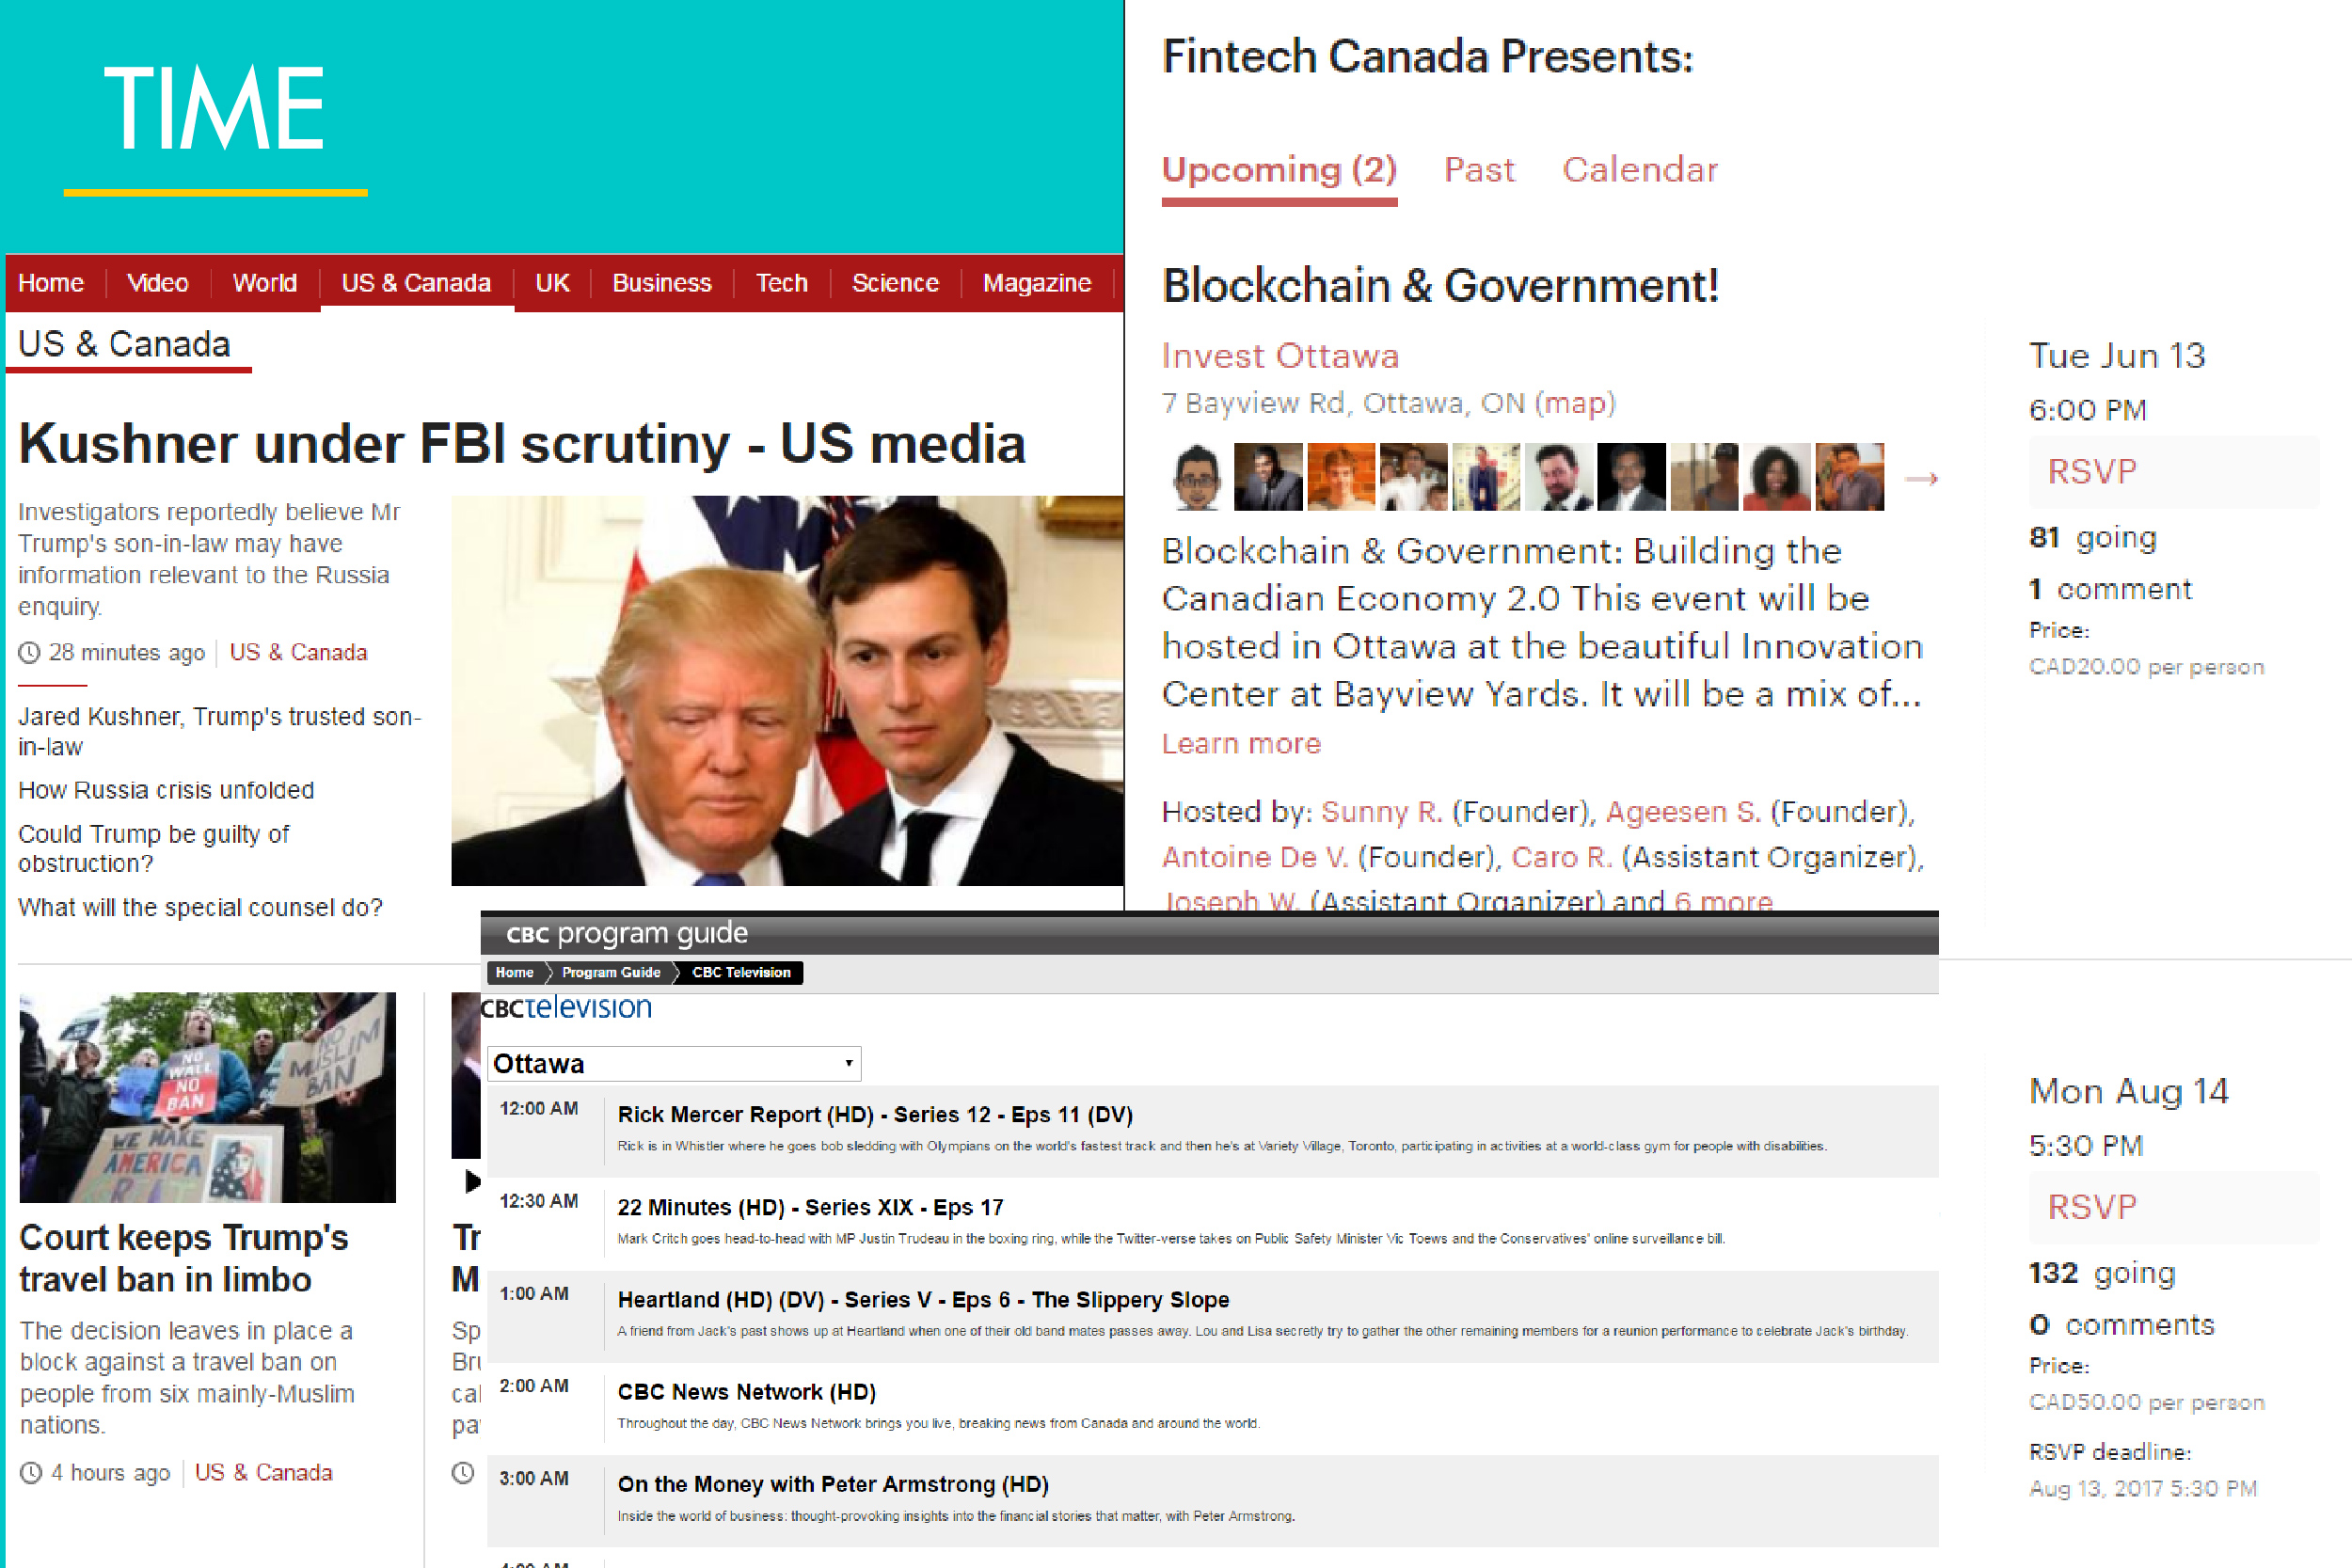 TIME
Home Video World US & Canada UK Business Tech Science Magazine
US & Canada
Kushner under FBI scrutiny - US media
Investigators reportedly believe Mr
Trump's son-in-law may have
information relevant to the Russia
enquiry.
28 minutes ago US & Canada
Jared Kushner, Trump's trusted son-
in-law
How Russia crisis unfolded
Could Trump be guilty of
obstruction?
What will the special counsel do?
NO
WALL
NO
BAN
NO
MUSLIM
BAN
WE MAKE
AMERICA
Court keeps Trump's
travel ban in limbo
The decision leaves in place a
block against a travel ban on
people from six mainly-Muslim
nations.
4 hours ago US & Canada
Tr
M
Sp
Bru
cal
pa
Fintech Canada Presents:
Upcoming (2) Past Calendar
Blockchain & Government!
Invest Ottawa
7 Bayview Rd, Ottawa, ON (map)
Blockchain & Government: Building the
Canadian Economy 2.0 This event will be
hosted in Ottawa at the beautiful Innovation
Center at Bayview Yards. It will be a mix of...
Learn more
Hosted by: Sunny R. (Founder), Ageesen S. (Founder),
Antoine De V. (Founder), Caro R. (Assistant Organizer),
Joseph W. (Assistant Organizer) and 6 more
Tue Jun 13
6:00 PM
RSVP
81 going
1 comment
Price:
CAD20.00 per person
Mon Aug 14
5:30 PM
RSVP
132 going
0 comments
Price:
CAD50.00 per person
RSVP deadline:
Aug 13, 2017 5:30 PM
CBC program guide
Home Program Guide CBC Television
CBCtelevision
Ottawa
12:00 AM Rick Mercer Report (HD) - Series 12 - Eps 11 (DV)
Rick is in Whistler where he goes bob sledding with Olympians on the world's fastest track and then he's at Variety Village, Toronto, participating in activities at a world-class gym for people with disabilities.
12:30 AM 22 Minutes (HD) - Series XIX - Eps 17
Mark Critch goes head-to-head with MP Justin Trudeau in the boxing ring, while the Twitter-verse takes on Public Safety Minister Vic Toews and the Conservatives' online surveillance bill.
1:00 AM Heartland (HD) (DV) - Series V - Eps 6 - The Slippery Slope
A friend from Jack's past shows up at Heartland when one of their old band mates passes away. Lou and Lisa secretly try to gather the other remaining members for a reunion performance to celebrate Jack's birthday.
2:00 AM CBC News Network (HD)
Throughout the day, CBC News Network brings you live, breaking news from Canada and around the world.
3:00 AM On the Money with Peter Armstrong (HD)
Inside the world of business: thought-provoking insights into the financial stories that matter, with Peter Armstrong.